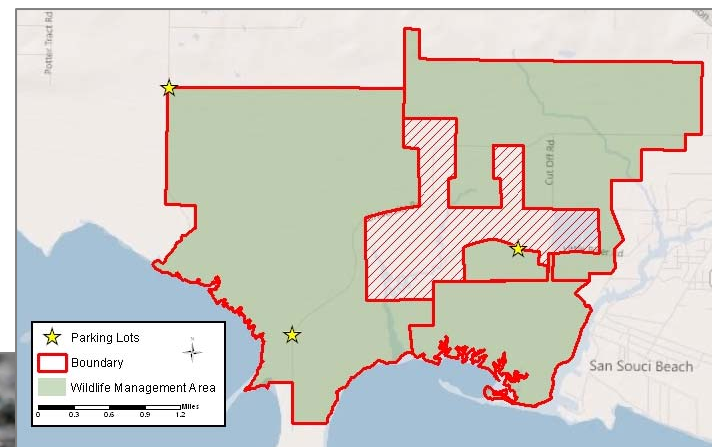 Potter Tract Rd
Cut Off Rd
San Souci Beach
Parking Lots
Boundary
Wildlife Management Area
Miles
0 0.3 0.6 0.9 1.2